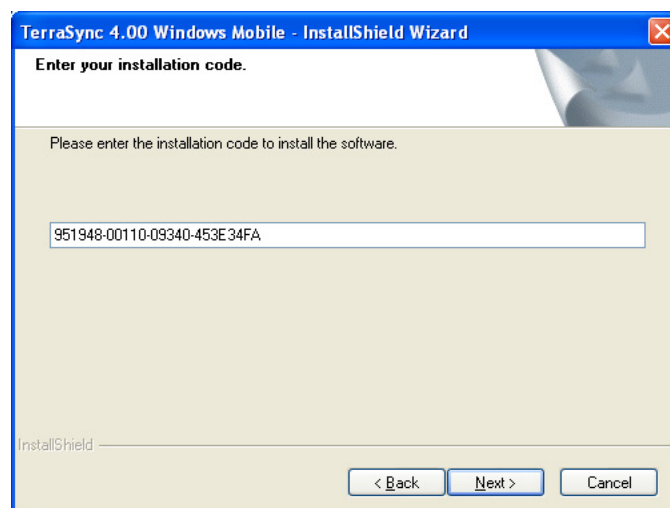 TerraSync 4.00 Windows Mobile - InstallShield Wizard
Enter your installation code.
Please enter the installation code to install the software.
951948-00110-09340-453E34FA
InstallShield
< Back Next > Cancel